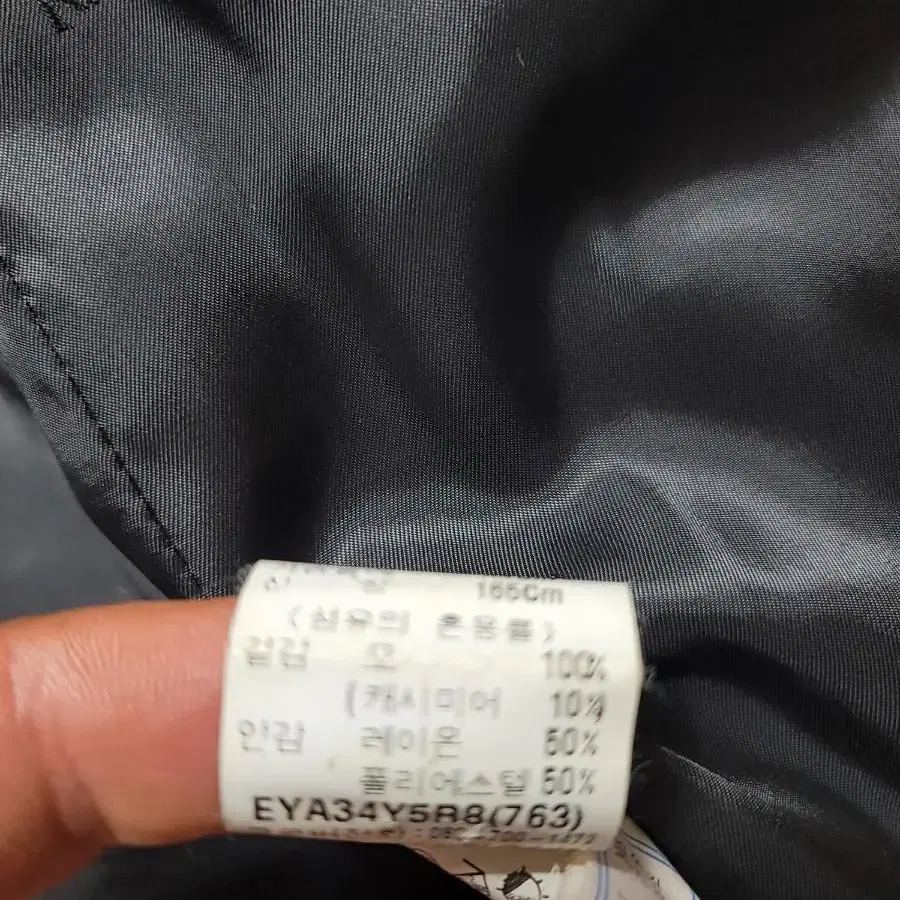 165Cm
(섬유의 혼용률)
겉감 모 100%
(캐시미어 10%)
안감 레이온 50%
폴리에스텔 50%
EYA34Y5R8(763)